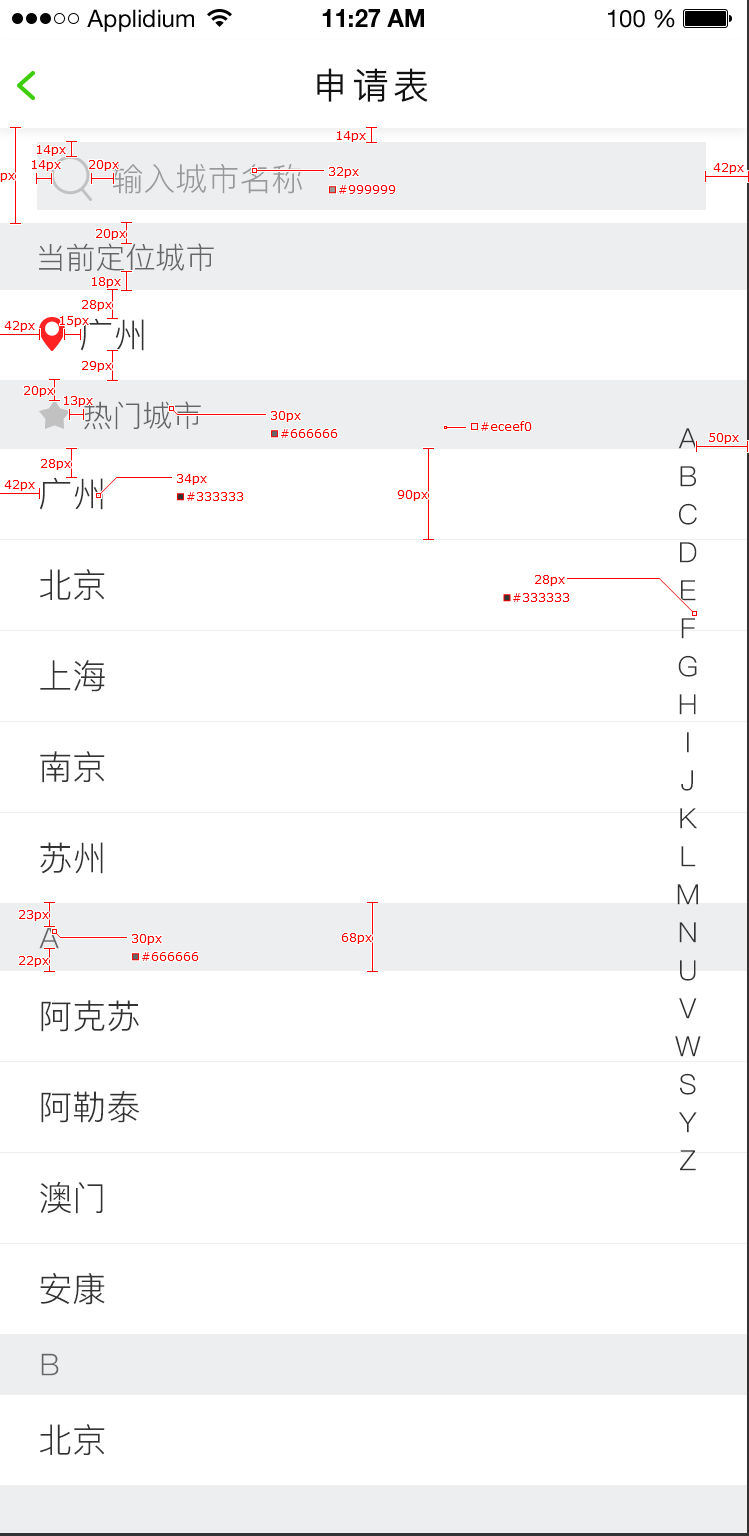 ●●●○○ Applidium 11:27 AM 100 %
申请表
14px
14px
14px 20px 输入城市名称 32px 42px
px
#999999
20px
当前定位城市
18px
28px
42px 15px 广州
29px
20px
13px 热门城市 30px #eceef0
#666666
A 50px
28px
42px 广州 34px 90px
#333333
B
C
D
北京 28px
#333333
E
F
上海
G
H
I
南京
J
K
苏州
L
M
23px
A 30px 68px
#666666
22px
N
U
阿克苏
V
W
S
阿勒泰
Y
Z
澳门
安康
B
北京